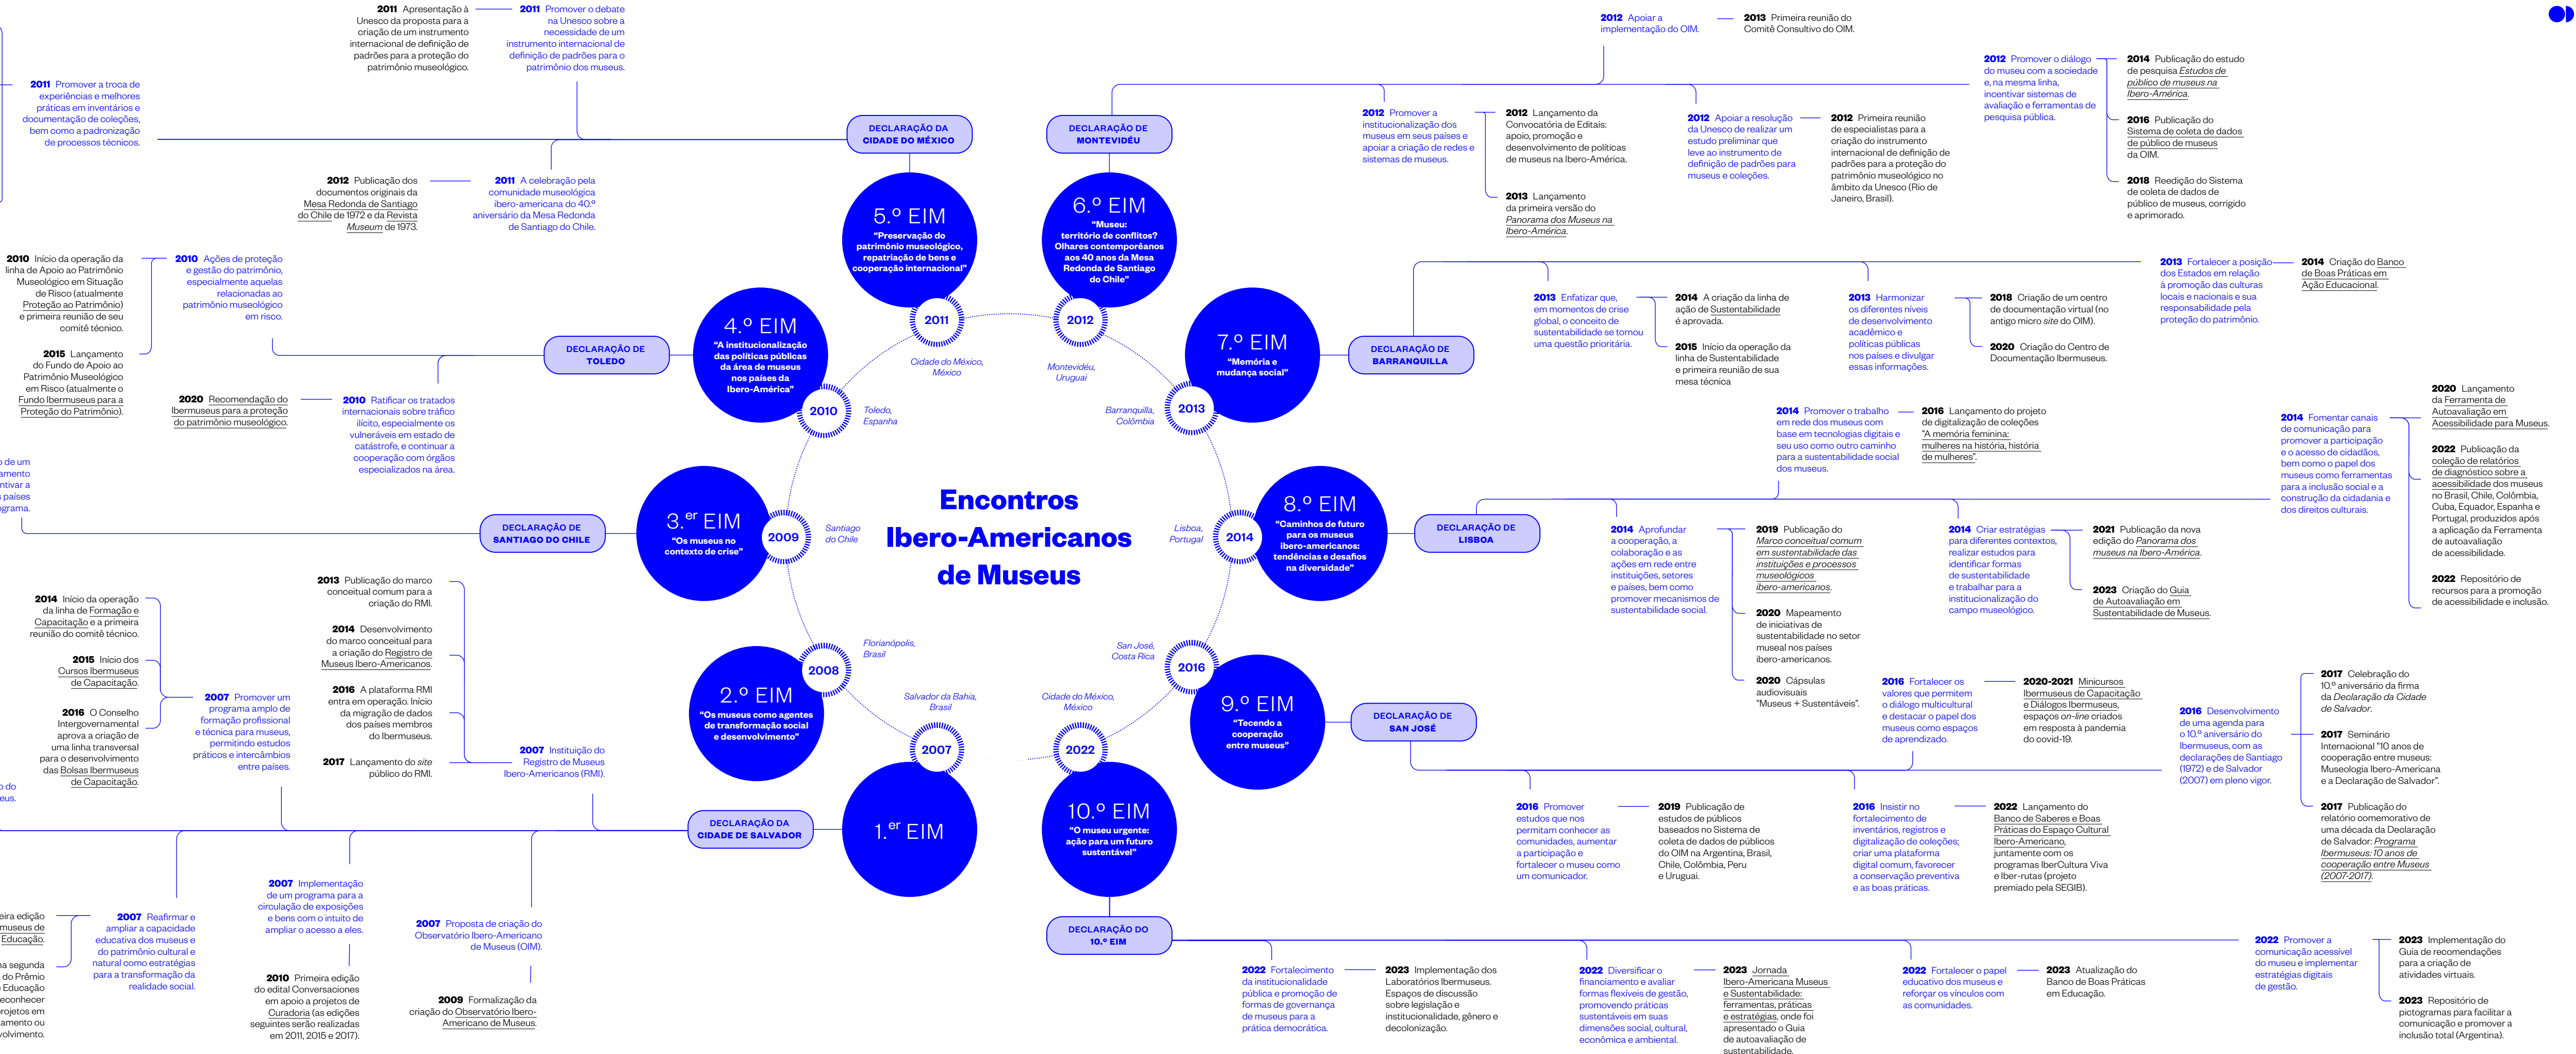 Encontros
Ibero-Americanos
de Museus
DECLARAÇÃO DA
CIDADE DE SALVADOR
1.er EIM
2007
Salvador da Bahía,
Brasil
2007 Instituição do
Registro de Museus
Ibero-Americanos (RMI).
2013 Publicação do marco
conceitual comum para a
criação do RMI.
2014 Desenvolvimento
do marco conceitual para
a criação do Registro de
Museus Ibero-Americanos.
2016 A plataforma RMI
entra em operação. Início
da migração de dados
dos países membros
do Ibermuseus.
2017 Lançamento do site
público do RMI.
2007 Promover um
programa amplo de
formação profissional
e técnica para museus,
permitindo estudos
práticos e intercâmbios
entre países.
2014 Início da operação
da linha de Formação e
Capacitação e a primeira
reunião do comitê técnico.
2015 Início dos
Cursos Ibermuseus
de Capacitação.
2016 O Conselho
Intergovernamental
aprova a criação de
uma linha transversal
para o desenvolvimento
das Bolsas Ibermuseus
de Capacitação.
do
eus.
2007 Proposta de criação do
Observatório Ibero-Americano
de Museu (OIM).
2009 Formalização da
criação do Observatório Ibero-
Americano de Museus.
2007 Implementação
de um programa para a
circulação de exposições
e bens com o intuito de
ampliar o acesso a eles.
2010 Primeira edição
do edital Conversaciones
em apoio a projetos de
Curadoria (as edições
seguintes serão realizadas
em 2011, 2015 e 2017).
2007 Reafirmar e
ampliar a capacidade
educativa dos museus e
do patrimônio cultural e
natural como estratégias
para a transformação da
realidade social.
eira edição
museus de
Educação.
na segunda
do Prêmio
Educação
econhecer
rojetos em
amento ou
volvimento.
2.º EIM
“Os museus como agentes
de transformação social
e desenvolvimento”
2008
Florianópolis,
Brasil
DECLARAÇÃO DE
SANTIAGO DO CHILE
3.er EIM
“Os museus no
contexto de crise”
2009
Santiago
do Chile
o de um
amento
ntivar a
s países
ograma.
DECLARAÇÃO DE
TOLEDO
4.º EIM
“A institucionalização
das políticas públicas
da área de museus
nos países da
Ibero-América”
2010
Toledo,
Espanha
2010 Ações de proteção
e gestão do patrimônio,
especialmente aquelas
relacionadas ao
patrimônio museológico
em risco.
2010 Início da operação da
linha de Apoio ao Patrimônio
Museológico em Situação
de Risco (atualmente
Proteção ao Patrimônio)
e primeira reunião de seu
comitê técnico.
2015 Lançamento
do Fundo de Apoio ao
Patrimônio Museológico
em Risco (atualmente o
Fundo Ibermuseus para a
Proteção do Patrimônio).
2010 Ratificar os tratados
internacionais sobre tráfico
ilícito, especialmente os
vulneráveis em estado de
catástrofe, e continuar a
cooperação com órgãos
especializados na área.
2020 Recomendação do
Ibermuseus para a proteção
do patrimônio museológico.
DECLARAÇÃO DA
CIDADE DO MÉXICO
5.º EIM
“Preservação do
patrimônio museológico,
repatriação de bens e
cooperação internacional”
2011
Cidade do México,
México
2011 Promover o debate
na Unesco sobre a
necessidade de um
instrumento internacional de
definição de padrões para o
patrimônio dos museus.
2011 Apresentação à
Unesco da proposta para a
criação de um instrumento
internacional de definição de
padrões para a proteção do
patrimônio museológico.
2011 Promover a troca de
experiências e melhores
práticas em inventários e
documentação de coleções,
bem como a padronização
de processos técnicos.
2011 A celebração pela
comunidade museológica
ibero-americana do 40.º
aniversário da Mesa Redonda
de Santiago do Chile.
2012 Publicação dos
documentos originais da
Mesa Redonda de Santiago
do Chile de 1972 e da Revista
Museum de 1973.
DECLARAÇÃO DE
MONTEVIDÉU
6.º EIM
“Museu:
território de conflitos?
Olhares contemporêanos
aos 40 anos da Mesa
Redonda de Santiago
do Chile”
2012
Montevidéu,
Uruguai
2012 Apoiar a
implementação do OIM.
2013 Primeira reunião do
Comitê Consultivo do OIM.
2012 Promover a
institucionalização dos
museus em seus países e
apoiar a criação de redes e
sistemas de museus.
2012 Lançamento da
Convocatória de Editais:
apoio, promoção e
desenvolvimento de políticas
de museus na Ibero-América.
2013 Lançamento
da primeira versão do
Panorama dos Museus na
Ibero-América.
2012 Apoiar a resolução
da Unesco de realizar um
estudo preliminar que
leve ao instrumento de
definição de padrões para
museus e coleções.
2012 Primeira reunião
de especialistas para a
criação do instrumento
internacional de definição de
padrões para a proteção do
patrimônio museológico no
âmbito da Unesco (Rio de
Janeiro, Brasil).
2012 Promover o diálogo
do museu com a sociedade
e, na mesma linha,
incentivar sistemas de
avaliação e ferramentas de
pesquisa pública.
2014 Publicação do estudo
de pesquisa Estudos de
público de museus na
Ibero-América.
2016 Publicação do
Sistema de coleta de dados
de público de museus
da OIM.
2018 Reedição do Sistema
de coleta de dados de
público de museus, corrigido
e aprimorado.
7.º EIM
“Memória e
mudança social”
DECLARAÇÃO DE
BARRANQUILLA
2013
Barranquilla,
Colômbia
2013 Enfatizar que,
em momentos de crise
global, o conceito de
sustentabilidade se tornou
uma questão prioritária.
2014 A criação da linha de
ação de Sustentabilidade
é aprovada.
2015 Início da operação da
linha de Sustentabilidade
e primeira reunião de sua
mesa técnica
2013 Harmonizar
os diferentes níveis
de desenvolvimento
acadêmico e
políticas públicas
nos países e divulgar
essas informações.
2018 Criação de um centro
de documentação virtual (no
antigo micro site do OIM).
2020 Criação do Centro de
Documentação Ibermuseus.
2013 Fortalecer a posição
dos Estados em relação
à promoção das culturas
locais e nacionais e sua
responsabilidade pela
proteção do patrimônio.
2014 Criação do Banco
de Boas Práticas em
Ação Educacional.
8.º EIM
“Caminhos de futuro
para os museus
ibero-americanos:
tendências e desafios
na diversidade”
DECLARAÇÃO DE
LISBOA
2014
Lisboa,
Portugal
2014 Promover o trabalho
em rede dos museus com
base em tecnologias digitais e
seu uso como outro caminho
para a sustentabilidade social
dos museus.
2016 Lançamento do projeto
de digitalização de coleções
“A memória feminina:
mulheres na história, história
de mulheres”.
2014 Aprofundar
a cooperação, a
colaboração e as
ações em rede entre
instituições, setores
e países, bem como
promover mecanismos de
sustentabilidade social.
2019 Publicação do
Marco conceitual comum
em sustentabilidade das
instituições e processos
museológicos
ibero-americanos.
2020 Mapeamento
de iniciativas de
sustentabilidade no setor
museal nos países
ibero-americanos.
2020 Cápsulas
audiovisuais
“Museus + Sustentáveis”.
2014 Criar estratégias
para diferentes contextos,
realizar estudos para
identificar formas
de sustentabilidade
e trabalhar para a
institucionalização do
campo museológico.
2021 Publicação da nova
edição do Panorama dos
museus na Ibero-América.
2023 Criação do Guia
de Autoavaliação em
Sustentabilidade de Museus.
2014 Fomentar canais
de comunicação para
promover a participação
e o acesso de cidadãos,
bem como o papel dos
museus como ferramentas
para a inclusão social e a
construção da cidadania e
dos direitos culturais.
2020 Lançamento
da Ferramenta de
Autoavaliação em
Acessibilidade para Museus.
2022 Publicação da
coleção de relatórios
de diagnóstico sobre a
acessibilidade dos museus
no Brasil, Chile, Colômbia,
Cuba, Equador, Espanha e
Portugal, produzidos após
a aplicação da Ferramenta
de autoavaliação
de acessibilidade.
2022 Repositório de
recursos para a promoção
de acessibilidade e inclusão.
9.º EIM
“Tecendo a
cooperação
entre museus”
DECLARAÇÃO DE
SAN JOSÉ
2016
San José,
Costa Rica
2016 Promover
estudos que nos
permitam conhecer as
comunidades, aumentar
a participação e
fortalecer o museu como
um comunicador.
2019 Publicação de
estudos de públicos
baseados no Sistema de
coleta de dados de públicos
do OIM na Argentina, Brasil,
Chile, Colômbia, Peru
e Uruguai.
2016 Fortalecer os
valores que permitem
o diálogo multicultural
e destacar o papel dos
museus como espaços
de aprendizado.
2020-2021 Minicursos
Ibermuseus de Capacitação
e Diálogos Ibermuseus,
espaços on-line criados
em resposta à pandemia
do covid-19.
2016 Insistir no
fortalecimento de
inventários, registros e
digitalização de coleções;
criar uma plataforma
digital comum, favorecer
a conservação preventiva
e as boas práticas.
2022 Lançamento do
Banco de Saberes e Boas
Práticas do Espaço Cultural
Ibero-Americano,
juntamente com os
programas IberCultura Viva
e Iber-rutas (projeto
premiado pela SEGIB).
2016 Desenvolvimento
de uma agenda para
o 10.º aniversário do
Ibermuseus, com as
declarações de Santiago
(1972) e de Salvador
(2007) em pleno vigor.
2017 Celebração do
10.º aniversário da firma
da Declaração da Cidade
de Salvador.
2017 Seminário
Internacional “10 anos de
cooperação entre museus:
Museologia Ibero-Americana
e a Declaração de Salvador”.
2017 Publicação do
relatório comemorativo de
uma década da Declaração
de Salvador: Programa
Ibermuseus: 10 anos de
cooperação entre Museus
(2007-2017).
2022
Cidade do México,
México
10.º EIM
“O museu urgente:
ação para um futuro
sustentável”
DECLARAÇÃO DO
10.º EIM
2022 Fortalecimento
da institucionalidade
pública e promoção de
formas de governança
de museus para a
prática democrática.
2023 Implementação dos
Laboratórios Ibermuseus.
Espaços de discussão
sobre legislação e
institucionalidade, gênero e
decolonização.
2022 Diversificar o
financiamento e avaliar
formas flexíveis de gestão,
promovendo práticas
sustentáveis em suas
dimensões social, cultural,
econômica e ambiental.
2023 Jornada
Ibero-Americana Museus
e Sustentabilidade:
ferramentas, práticas
e estratégias, onde foi
apresentado o Guia
de autoavaliação de
sustentabilidade.
2022 Fortalecer o papel
educativo dos museus e
reforçar os vínculos com
as comunidades.
2023 Atualização do
Banco de Boas Práticas
em Educação.
2022 Promover a
comunicação acessível
do museu e implementar
estratégias digitais
de gestão.
2023 Implementação do
Guia de recomendações
para a criação de
atividades virtuais.
2023 Repositório de
pictogramas para facilitar a
comunicação e promover a
inclusão total (Argentina).